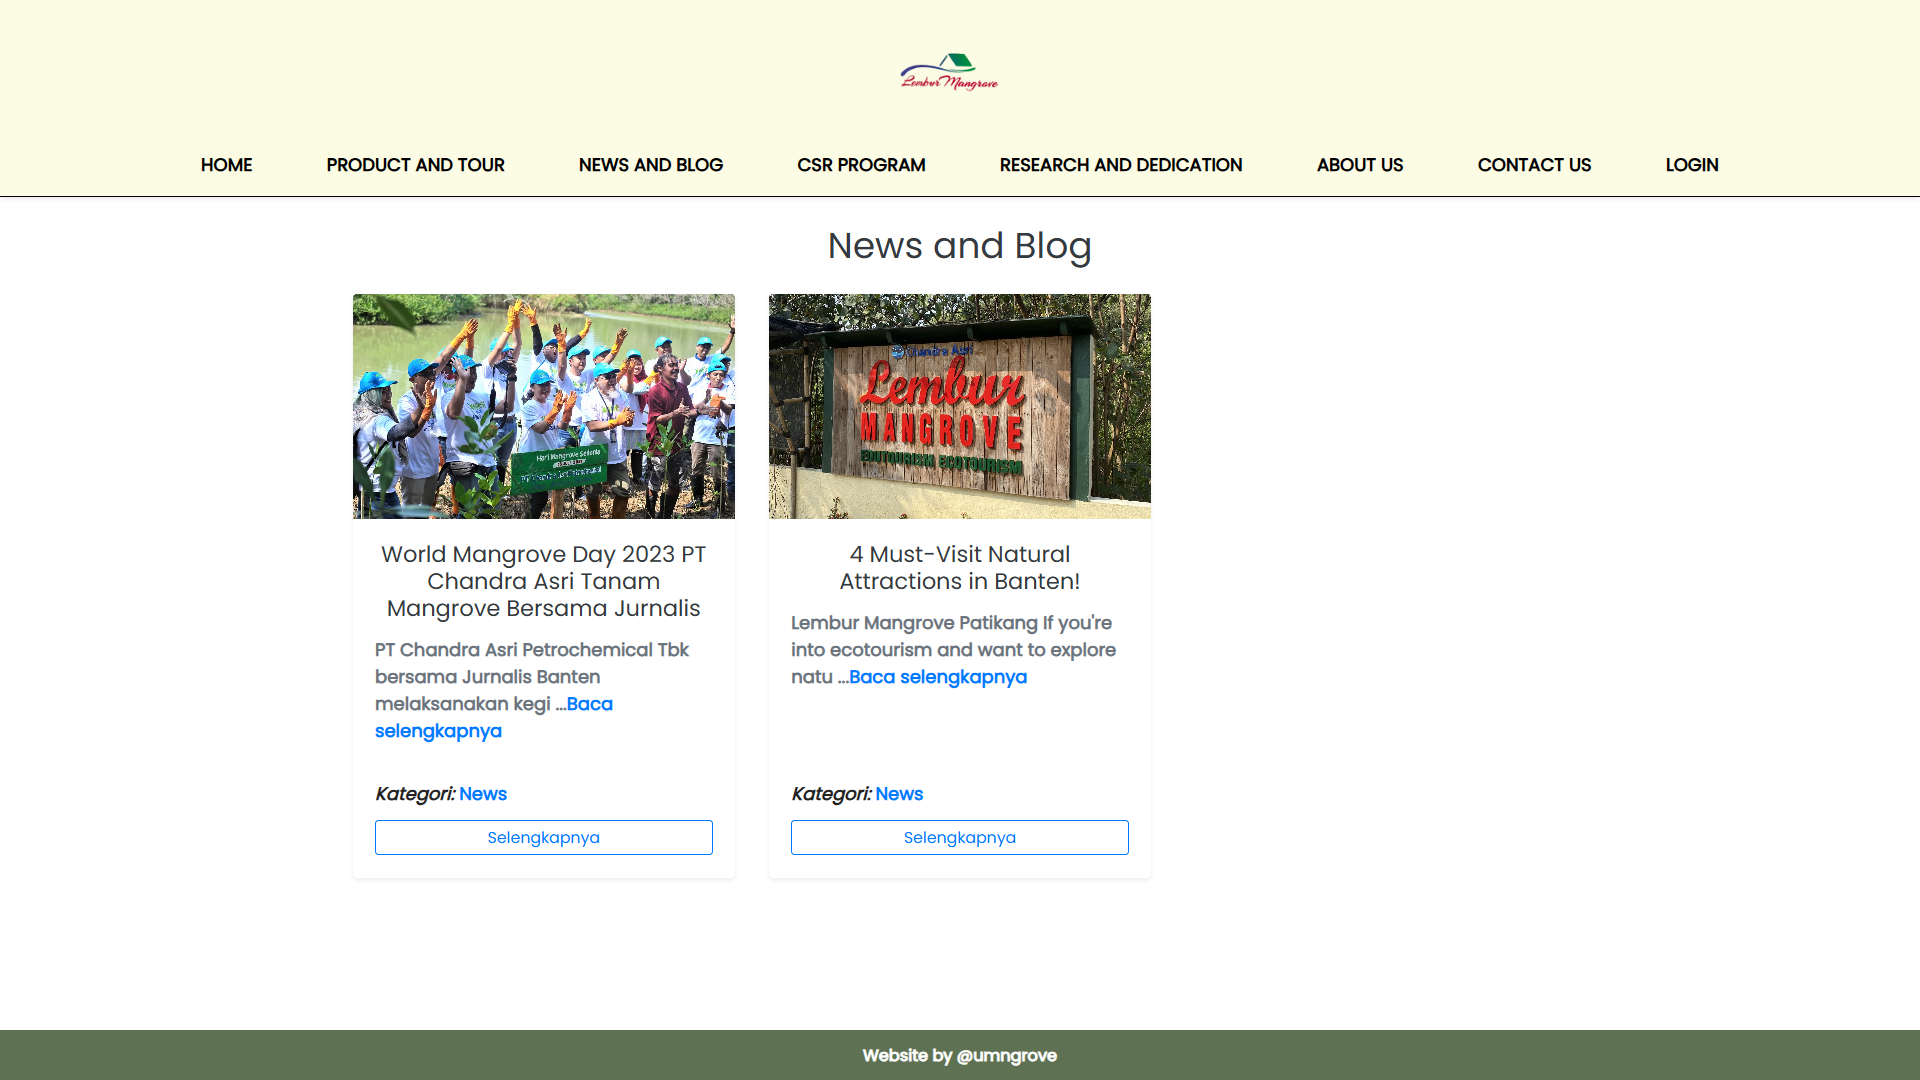 Lembur Mangrove
HOME
PRODUCT AND TOUR
NEWS AND BLOG
CSR PROGRAM
RESEARCH AND DEDICATION
ABOUT US
CONTACT US
LOGIN
News and Blog
Hari Mangrove Sedunia
Chandra Asri
Lembur
MANGROVE
EDUTOURISM ECOTOURISM
World Mangrove Day 2023 PT
Chandra Asri Tanam
Mangrove Bersama Jurnalis
PT Chandra Asri Petrochemical Tbk
bersama Jurnalis Banten
melaksanakan kegi ...Baca
selengkapnya
Kategori: News
Selengkapnya
4 Must-Visit Natural
Attractions in Banten!
Lembur Mangrove Patikang If you're
into ecotourism and want to explore
natu ...Baca selengkapnya
Kategori: News
Selengkapnya
Website by @umngrove